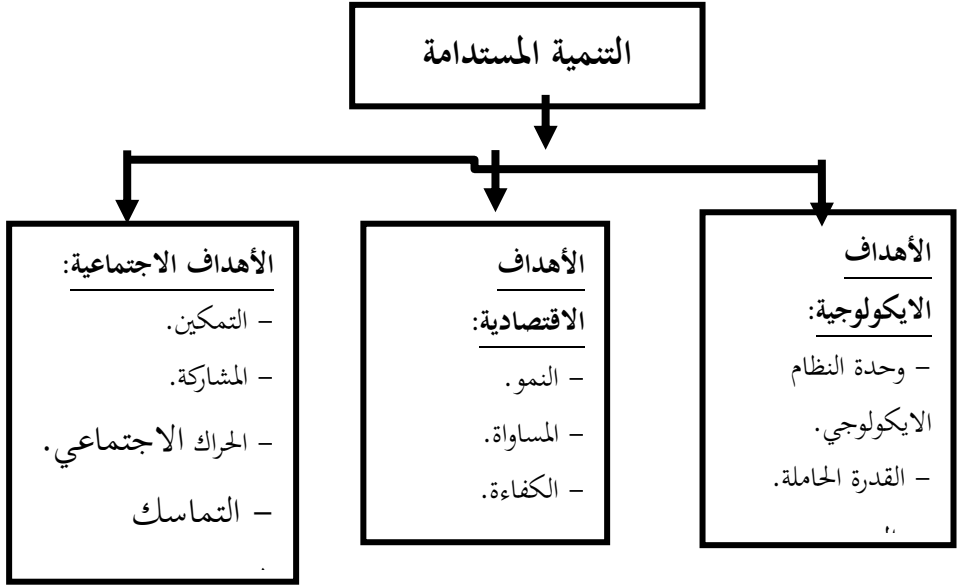 التنمية المستدامة
الأهداف
الايكولوجية:
– وحدة النظام
الايكولوجي.
– القدرة الحاملة.
الأهداف
الاقتصادية:
– النمو.
– المساواة.
– الكفاءة.
الأهداف الاجتماعية:
– التمكين.
– المشاركة.
– الحراك الاجتماعي.
– التماسك